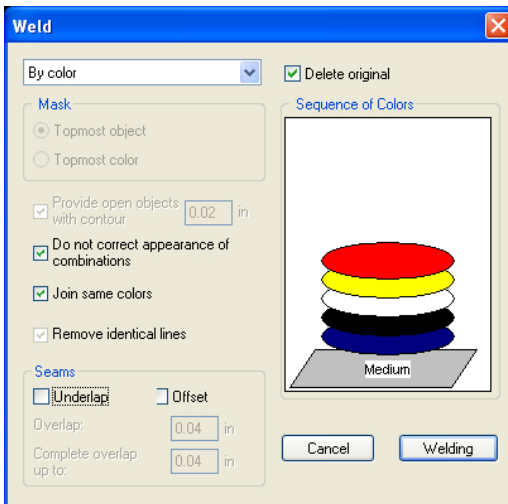 Weld
By color
Delete original
Mask
Topmost object
Topmost color
Provide open objects
with contour
0.02 in
Do not correct appearance of
combinations
Join same colors
Remove identical lines
Seams
Underlap
Offset
Overlap:
0.04 in
Complete overlap
up to:
0.04 in
Sequence of Colors
Medium
Cancel
Welding